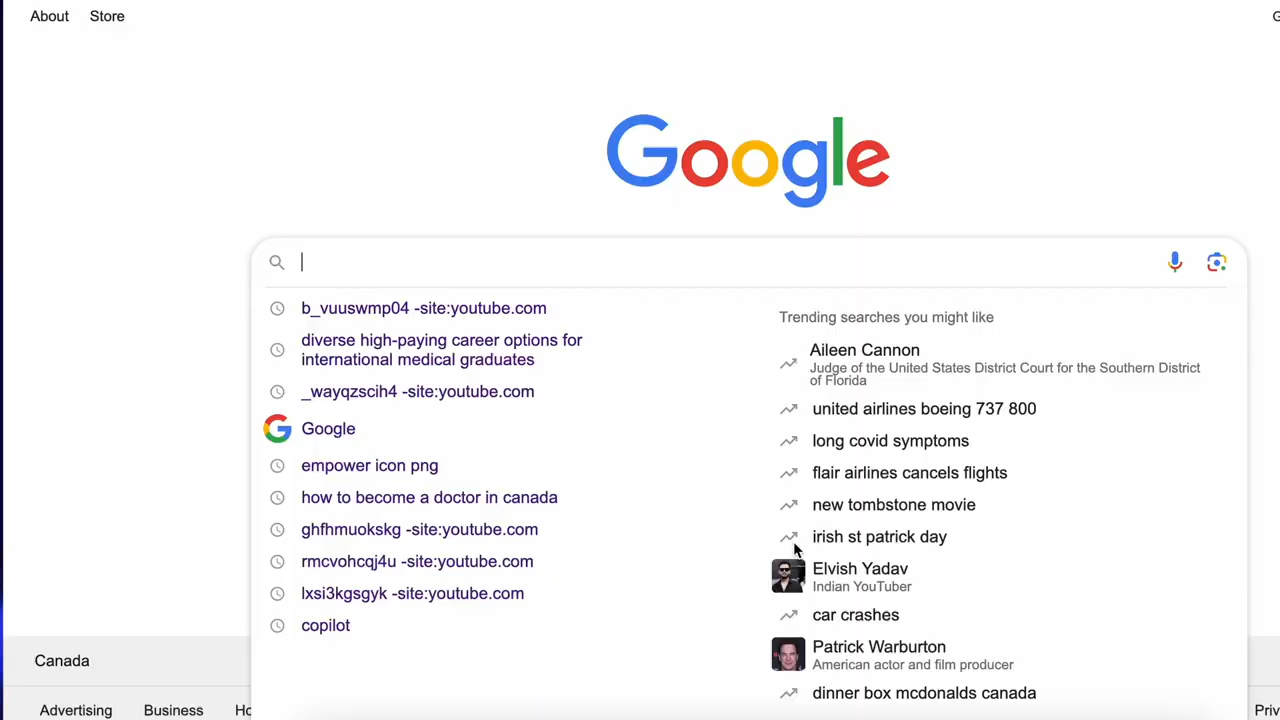 About Store
G
Google
b_vuuswmp04 -site:youtube.com
diverse high-paying career options for
international medical graduates
_wayqzscih4 -site:youtube.com
Google
empower icon png
how to become a doctor in canada
ghfhmuokskg -site:youtube.com
rmcvohcqj4u -site:youtube.com
lxsi3kgsgyk -site:youtube.com
copilot
Trending searches you might like
Aileen Cannon
Judge of the United States District Court for the Southern District
of Florida
united airlines boeing 737 800
long covid symptoms
flair airlines cancels flights
new tombstone movie
irish st patrick day
Elvish Yadav
Indian YouTuber
car crashes
Patrick Warburton
American actor and film producer
dinner box mcdonalds canada
Canada
Advertising Business Ho
Priv